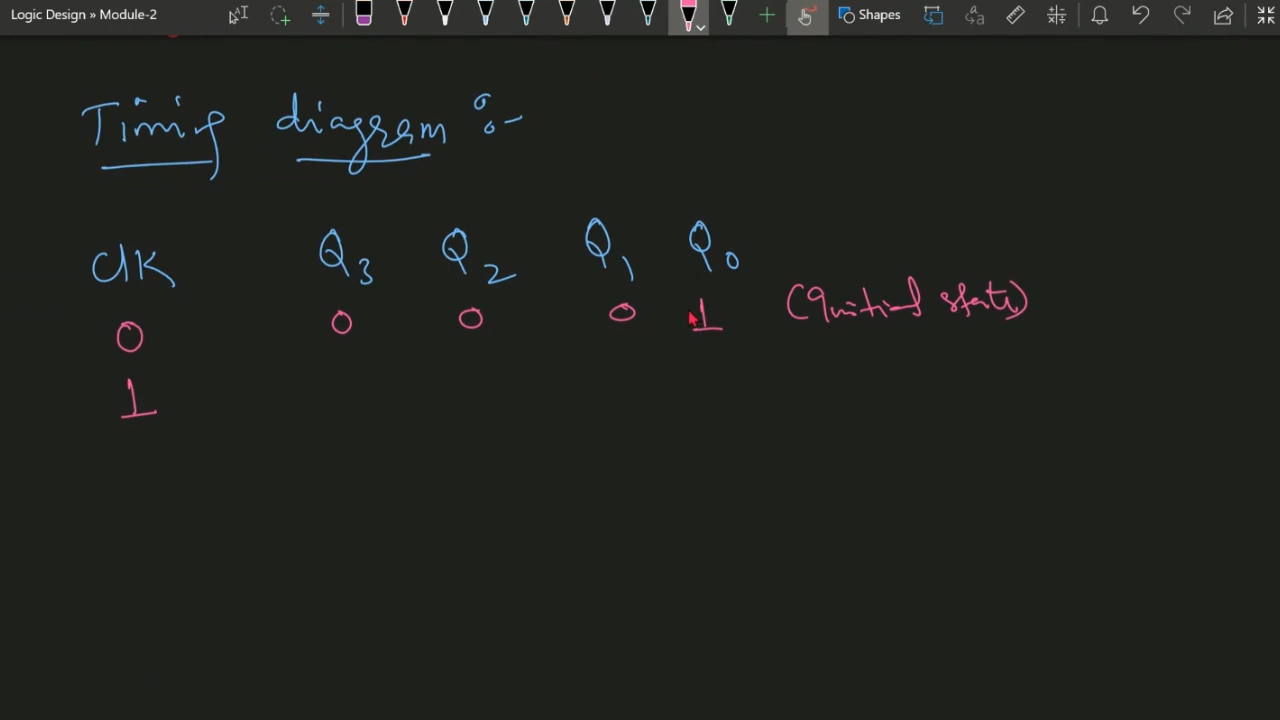 Logic Design » Module-2
Shapes
Timing diagram :-
Clk Q3 Q2 Q1 Q0
0 0 0 0 1 (Initial state)
1